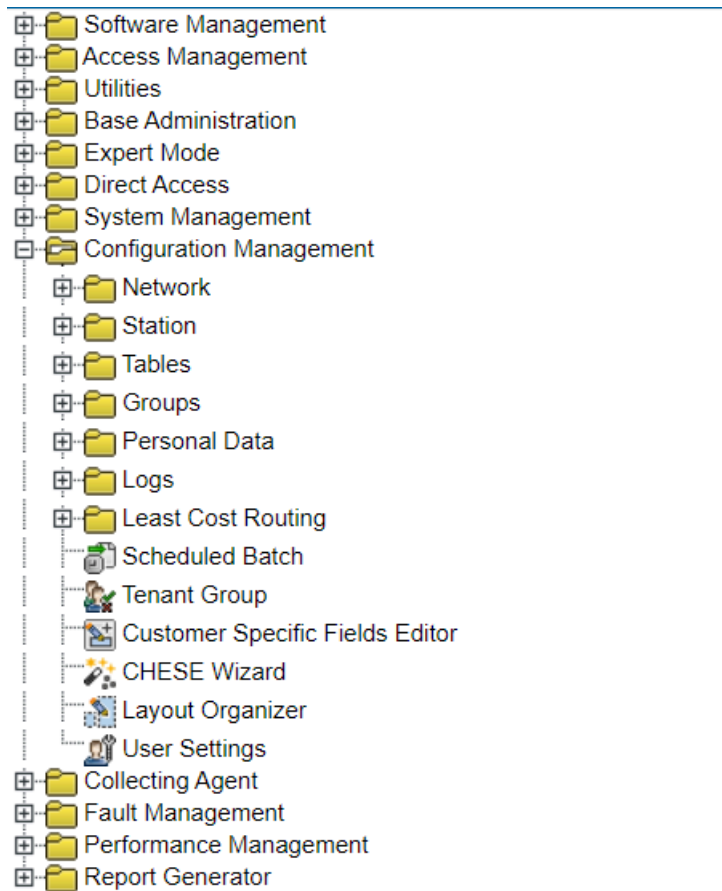 Software Management
Access Management
Utilities
Base Administration
Expert Mode
Direct Access
System Management
Configuration Management
Network
Station
Tables
Groups
Personal Data
Logs
Least Cost Routing
Scheduled Batch
Tenant Group
Customer Specific Fields Editor
CHESE Wizard
Layout Organizer
User Settings
Collecting Agent
Fault Management
Performance Management
Report Generator